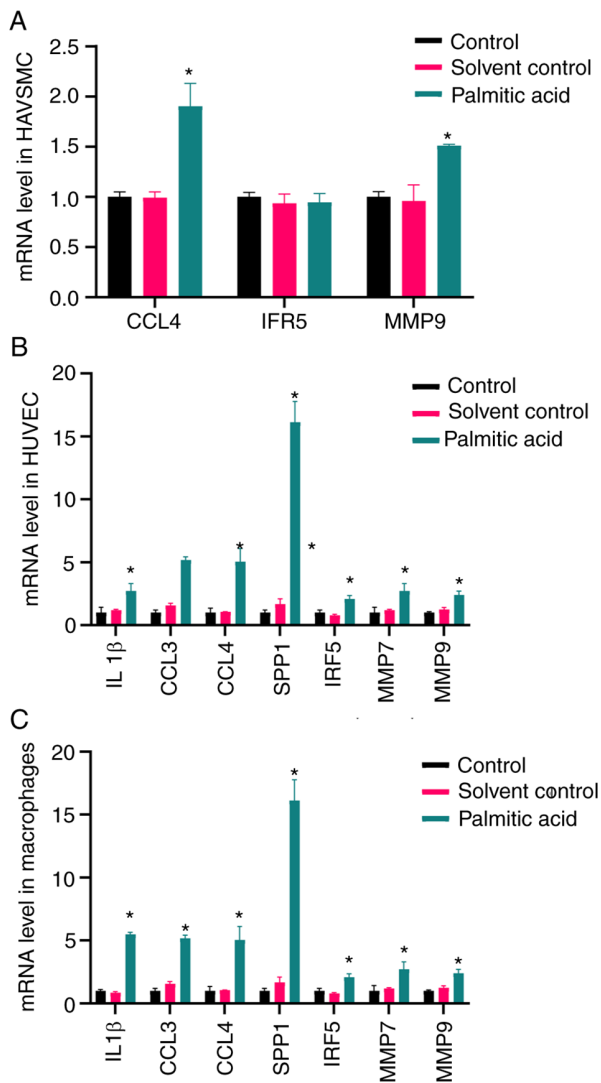 A
mRNA level in HAVSMC
2.5
2.0
1.5
1.0
0.5
0.0
*
*
Control
Solvent control
Palmitic acid
CCL4 IFR5 MMP9
B
mRNA level in HUVEC
20
15
10
5
0
Control
Solvent control
Palmitic acid
*
*
*
*
*
*
*
IL 1β CCL3 CCL4 SPP1 IRF5 MMP7 MMP9
C
mRNA level in macrophages
20
15
10
5
0
Control
Solvent control
Palmitic acid
*
*
*
*
*
*
*
IL1β CCL3 CCL4 SPP1 IRF5 MMP7 MMP9